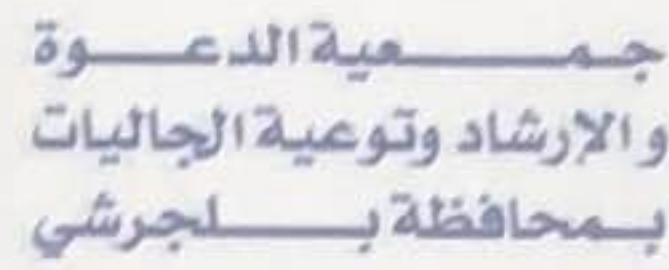 جمعية الدعوة
والإرشاد وتوعية الجاليات
بمحافظة بلجرشي